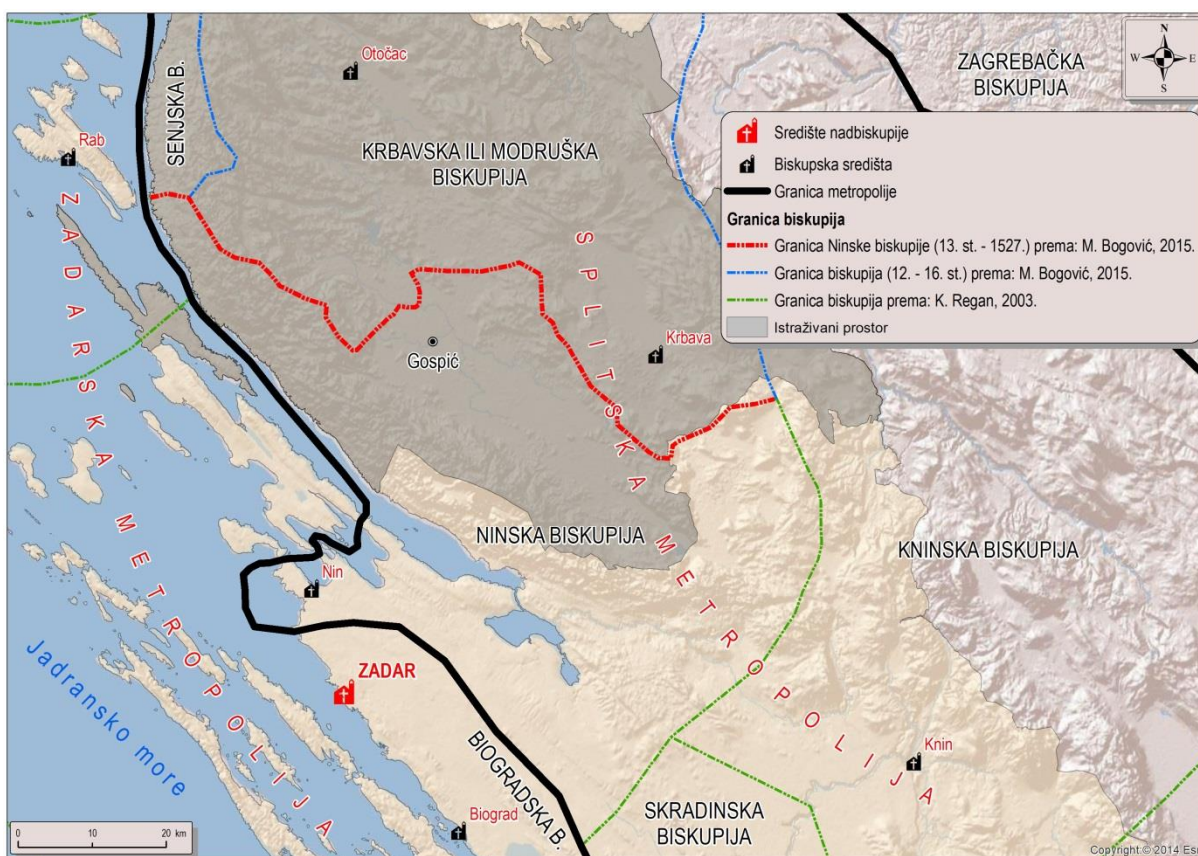 Otočac
SENJSKA B.
ZAGREBAČKA
BISKUPIJA
N
W E
S
Rab
KRBAVSKA ILI MODRUŠKA
BISKUPIJA
Središte nadbiskupije
Biskupska središta
Granica metropolije
Granica biskupija
Granica Ninske biskupije (13. st. - 1527.) prema: M. Bogović, 2015.
Granica biskupija (12. - 16. st.) prema: M. Bogović, 2015.
Granica biskupija prema: K. Regan, 2003.
Istraživani prostor
ZADARSKA METROPOLIJA
SPLITSKA METROPOLIJA
Gospić
Krbava
NINSKA BISKUPIJA
KNINSKA BISKUPIJA
Nin
ZADAR
Jadransko more
BIOGRADSKA B.
Knin
Biograd
SKRADINSKA
BISKUPIJA
0 10 20 km
Copyright:© 2014 Esr